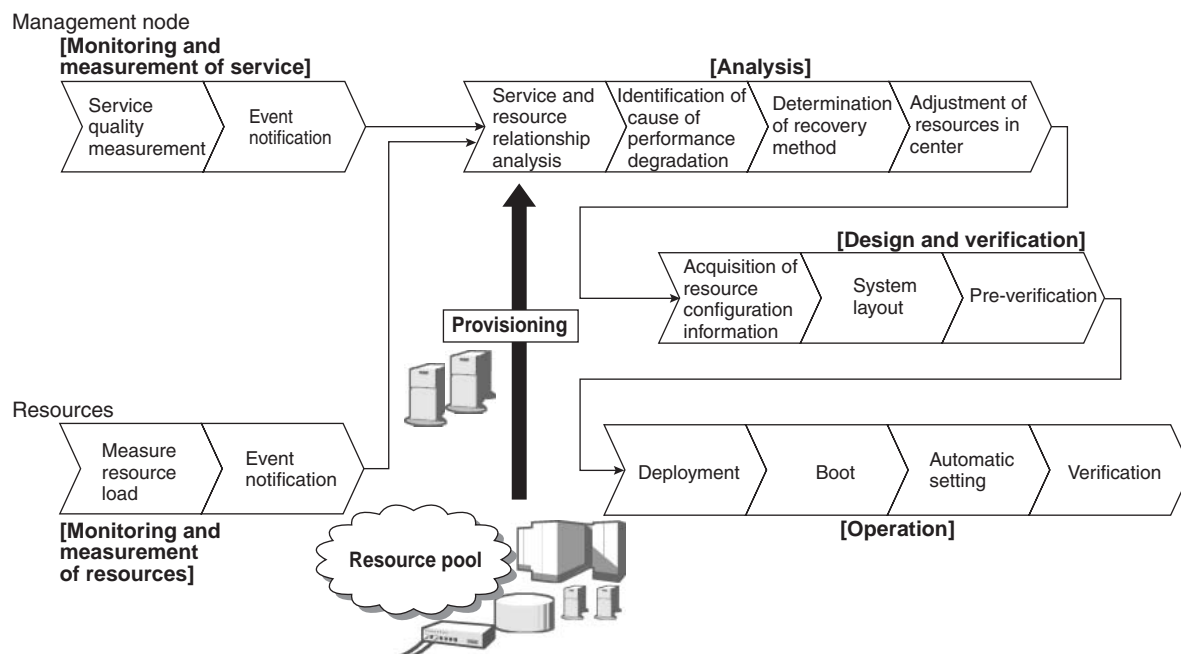 Management node
[Monitoring and
measurement of service]
Service
quality
measurement
Event
notification
[Analysis]
Service and
resource
relationship
analysis
Identification of
cause of
performance
degradation
Determination
of recovery
method
Adjustment of
resources in
center
[Design and verification]
Acquisition of
resource
configuration
information
System
layout
Pre-verification
Provisioning
Resources
Measure
resource
load
Event
notification
[Monitoring and
measurement
of resources]
Deployment
Boot
Automatic
setting
Verification
[Operation]
Resource pool